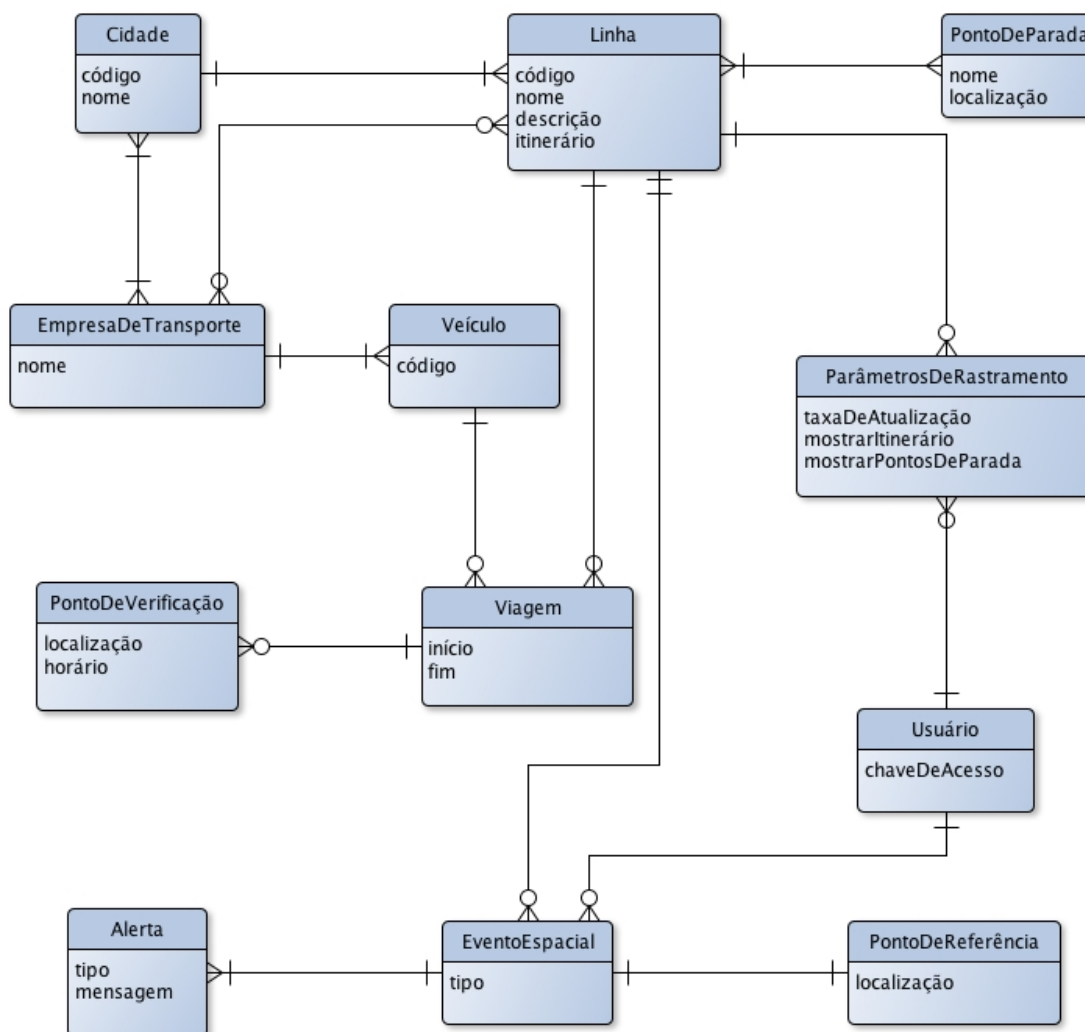 Cidade
código
nome
Linha
código
nome
descrição
itinerário
PontoDeParada
nome
localização
EmpresaDeTransporte
nome
Veículo
código
ParâmetrosDeRastramento
taxaDeAtualização
mostrarItinerário
mostrarPontosDeParada
PontoDeVerificação
localização
horário
Viagem
início
fim
Usuário
chaveDeAcesso
Alerta
tipo
mensagem
EventoEspacial
tipo
PontoDeReferência
localização